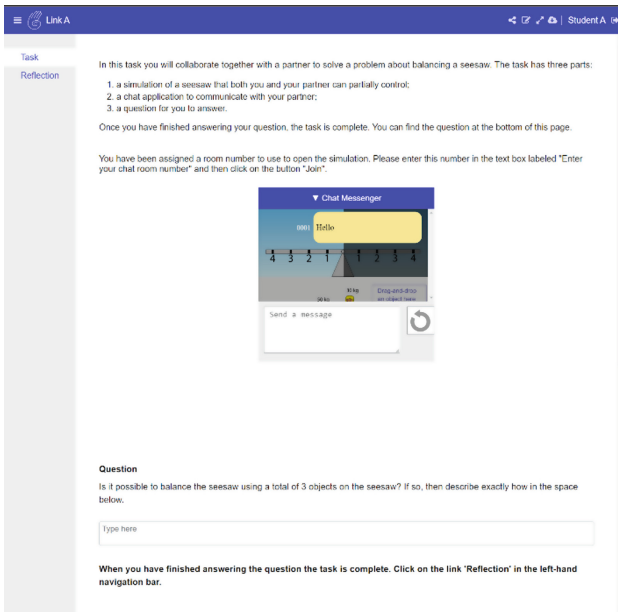 Link A
Student A
Task
Reflection
In this task you will collaborate together with a partner to solve a problem about balancing a seesaw. The task has three parts:
1. a simulation of a seesaw that both you and your partner can partially control;
2. a chat application to communicate with your partner;
3. a question for you to answer.
Once you have finished answering your question, the task is complete. You can find the question at the bottom of this page.
You have been assigned a room number to use to open the simulation. Please enter this number in the text box labeled "Enter
your chat room number" and then click on the button "Join".
▼ Chat Messenger
0001 Hello
4 3 2 1 1 2 3 4
10 kg
Drag-and-drop
50 kg
an object here
Send a message
Question
Is it possible to balance the seesaw using a total of 3 objects on the seesaw? If so, then describe exactly how in the space
below.
Type here
When you have finished answering the question the task is complete. Click on the link 'Reflection' in the left-hand
navigation bar.